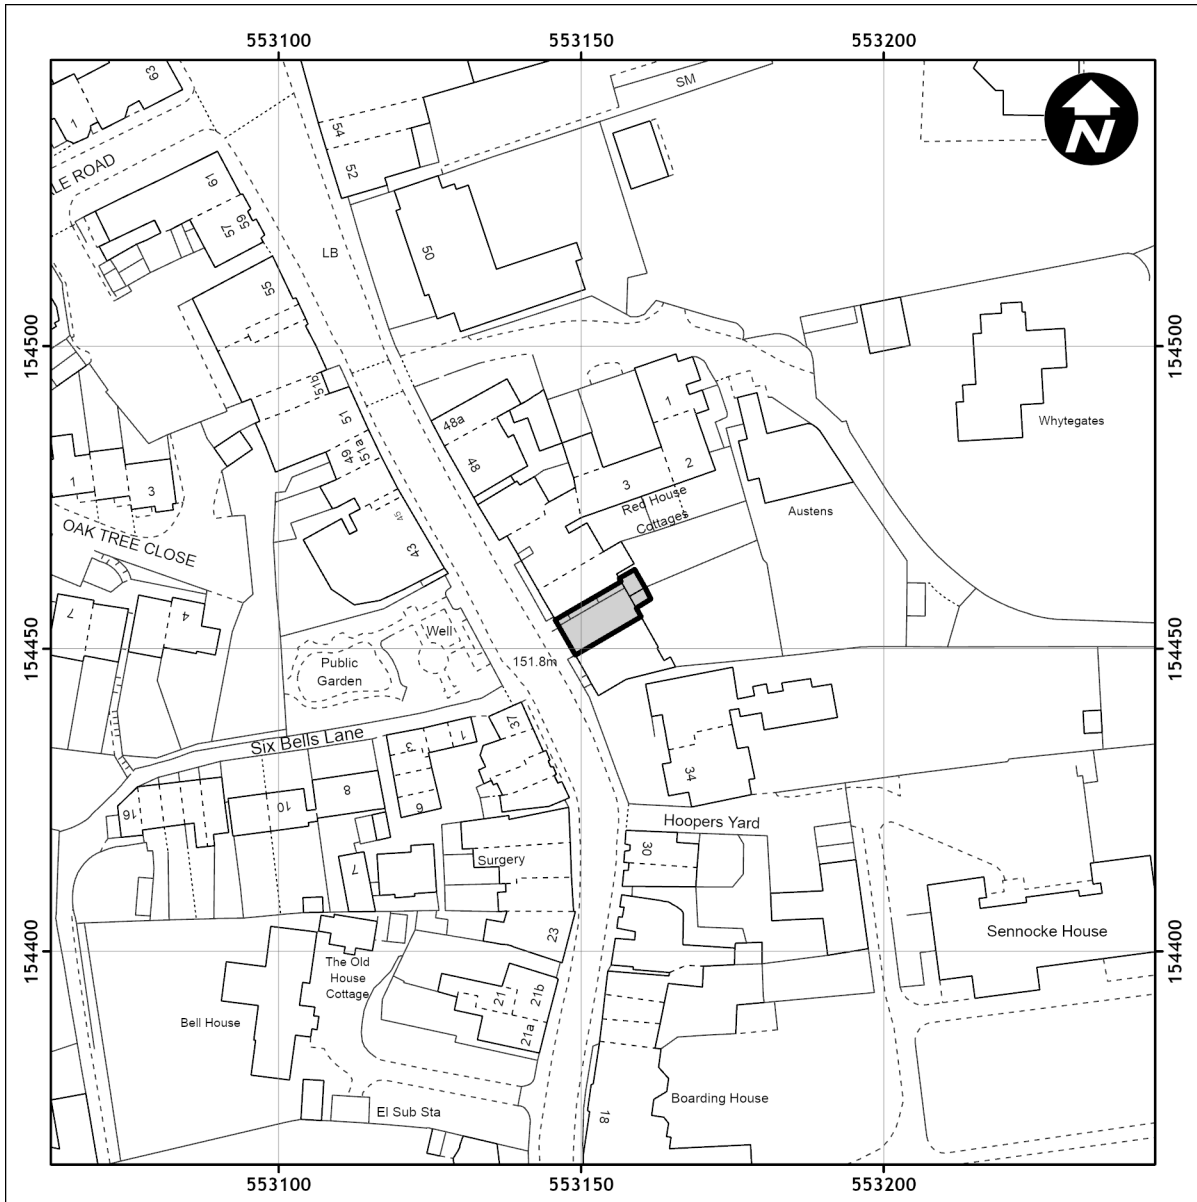 553100
553150
553200
63
1
SM
N
54
52
LE ROAD
61
59
57
LB
50
55
154500
154500
51b
48a
1
51
Whytegates
51a
49
48
2
1
3
3
Red House
Cottages
Austens
45
OAK TREE CLOSE
43
7
4
Well
154450
154450
Public
Garden
151.8m
37
Six Bells Lane
3
1
34
8
10
6
16
Hoopers Yard
30
Surgery
7
23
Sennocke House
154400
154400
The Old
House
Cottage
21
21b
Bell House
21a
Boarding House
El Sub Sta
18
553100
553150
553200